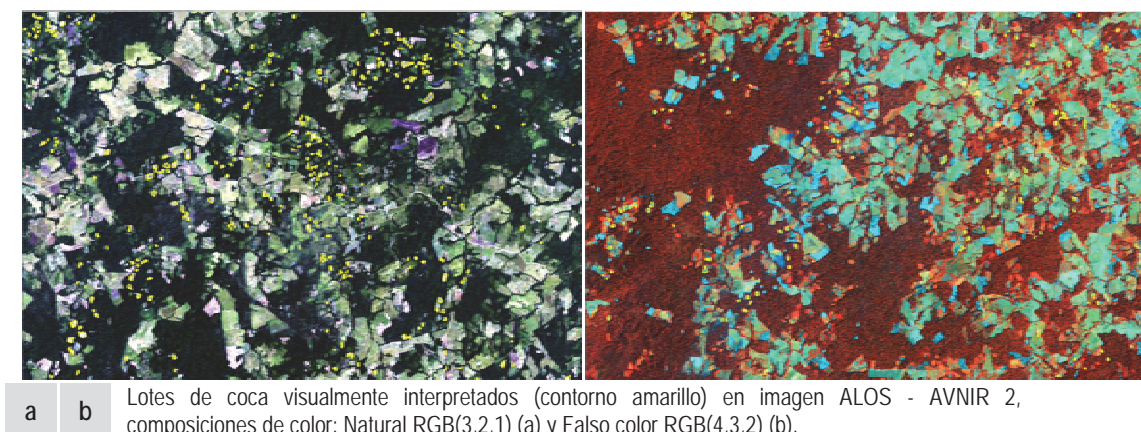 a b
Lotes de coca visualmente interpretados (contorno amarillo) en imagen ALOS - AVNIR 2,
composiciones de color: Natural RGB(3,2,1) (a) y Falso color RGB(4,3,2) (b).